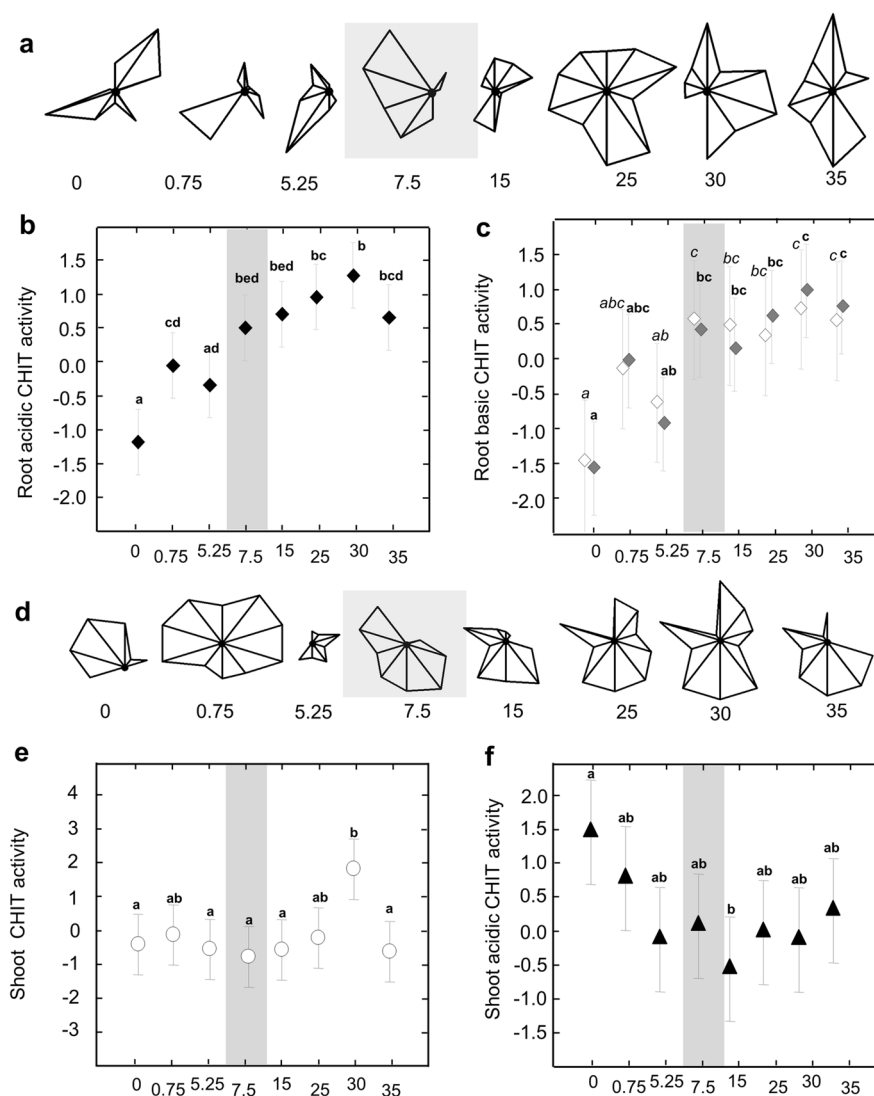 a
0 0.75 5.25 7.5 15 25 30 35
b
Root acidic CHIT activity
1.5
1.0
0.5
0.0
-0.5
-1.0
-1.5
-2.0
a cd ad bed bed bc b bcd
0 0.75 5.25 7.5 15 25 30 35
c
Root basic CHIT activity
1.5
1.0
0.5
0.0
-0.5
-1.0
-1.5
-2.0
a a abc abc ab ab c bc bc bc bc bc c c c c
0 0.75 5.25 7.5 15 25 30 35
d
0 0.75 5.25 7.5 15 25 30 35
e
Shoot CHIT activity
4
3
2
1
0
-1
-2
-3
a ab a a a ab b a
0 0.75 5.25 7.5 15 25 30 35
f
Shoot acidic CHIT activity
2.0
1.5
1.0
0.5
0.0
-0.5
-1.0
-1.5
a ab ab ab b ab ab ab
0 0.75 5.25 7.5 15 20 30 35